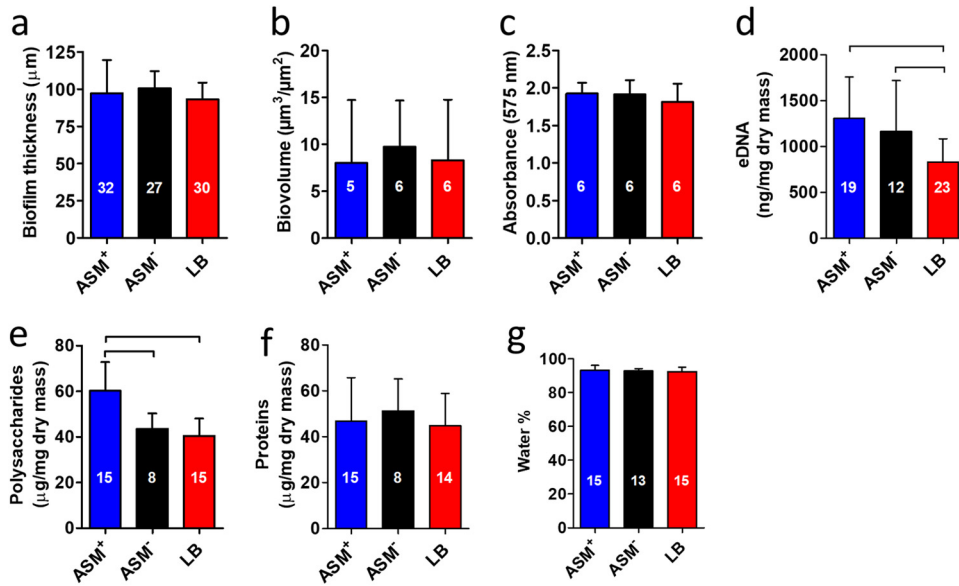 a
Biofilm thickness (μm)
125
100
75
50
25
0
32
27
30
ASM⁺
ASM⁻
LB
b
Biovolume (μm³/μm²)
20
15
10
5
0
5
6
6
ASM⁺
ASM⁻
LB
c
Absorbance (575 nm)
2.5
2.0
1.5
1.0
0.5
0.0
6
6
6
ASM⁺
ASM⁻
LB
d
eDNA
(ng/mg dry mass)
2000
1500
1000
500
0
19
12
23
ASM⁺
ASM⁻
LB
e
Polysaccharides
(μg/mg dry mass)
80
60
40
20
0
15
8
15
ASM⁺
ASM⁻
LB
f
Proteins
(μg/mg dry mass)
80
60
40
20
0
15
8
14
ASM⁺
ASM⁻
LB
g
Water %
100
80
60
40
20
0
15
13
15
ASM⁺
ASM⁻
LB